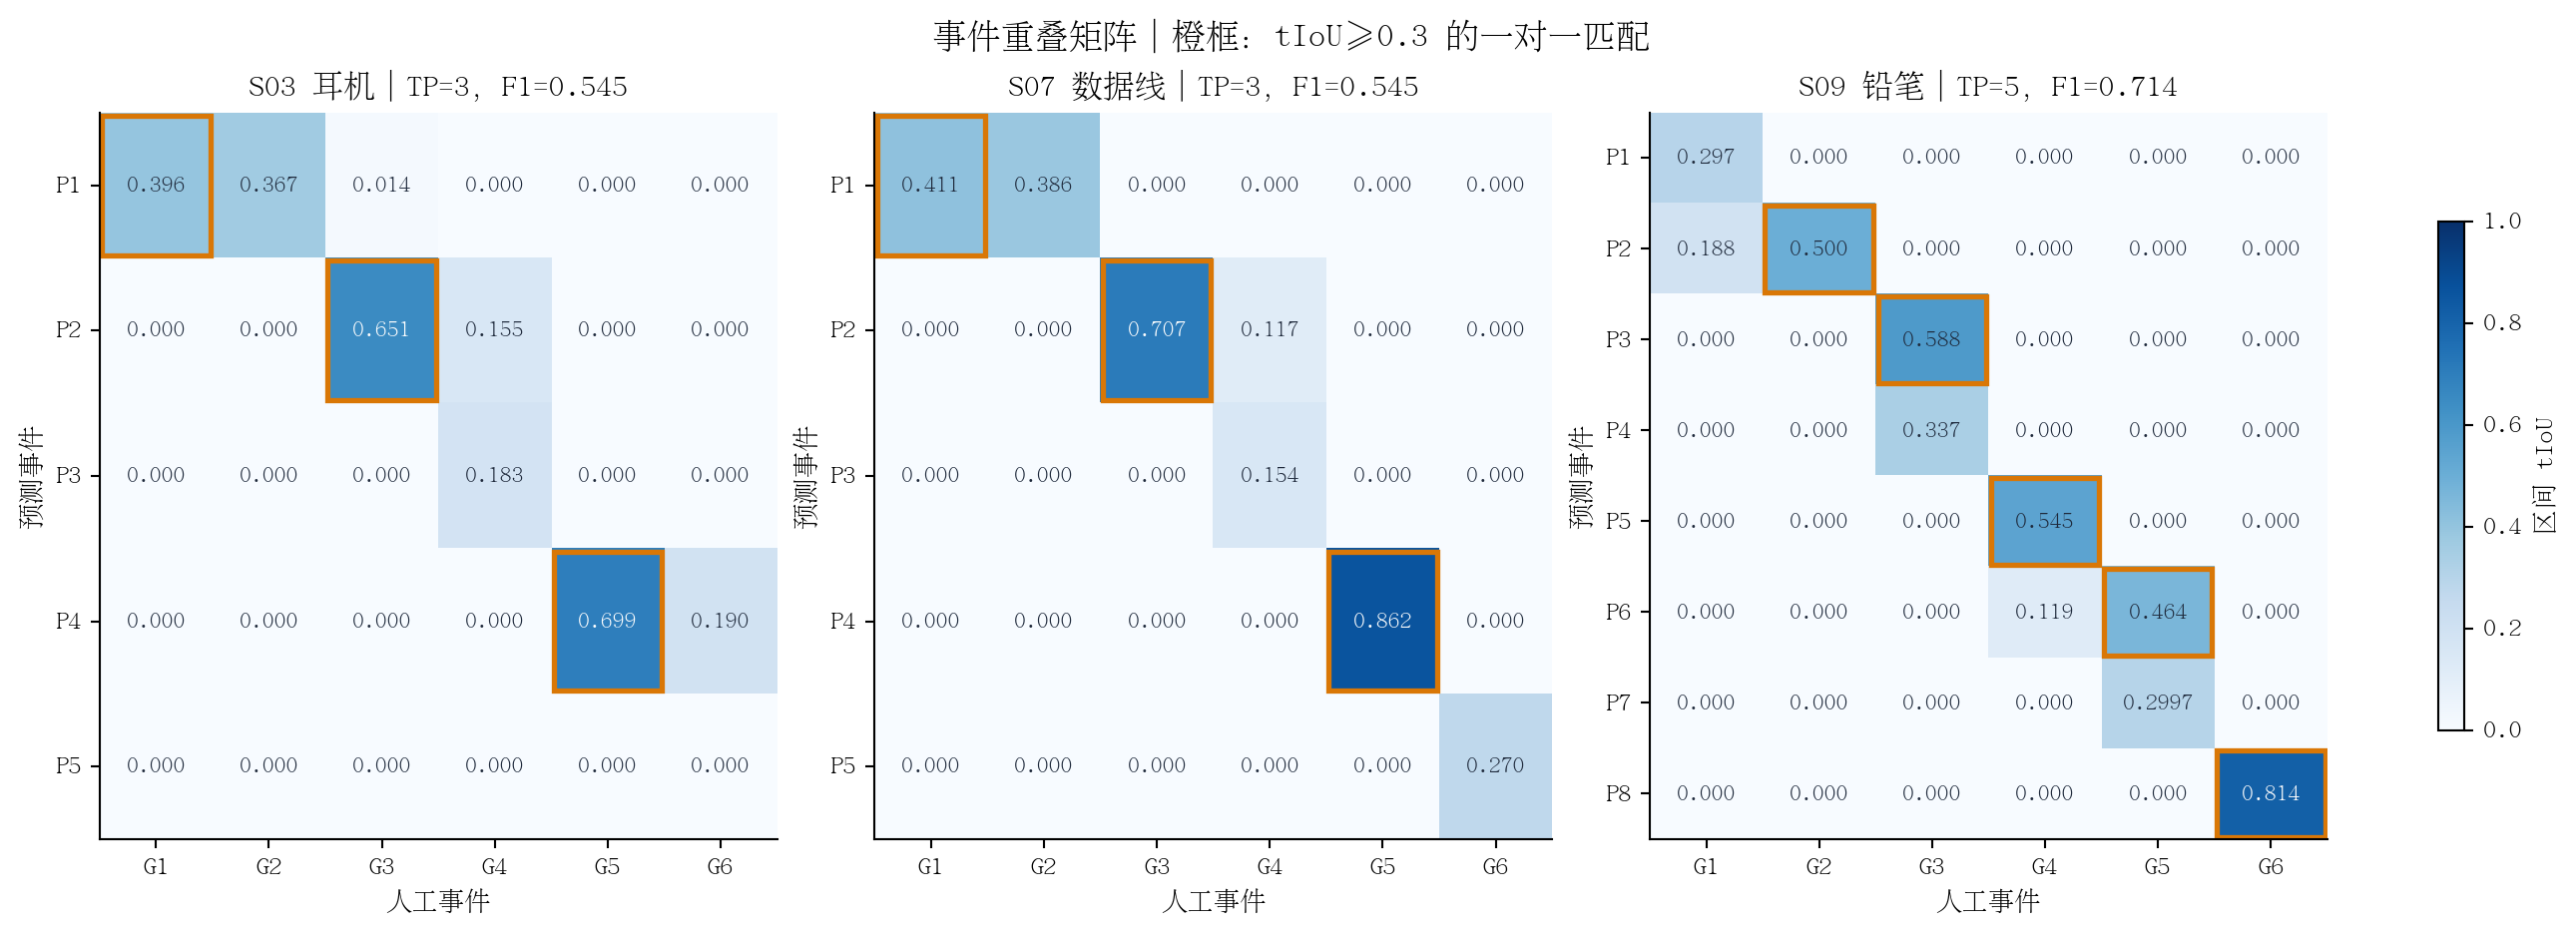 事件重叠矩阵｜橙框: tIoU≥0.3 的一对一匹配
S03 耳机｜TP=3, F1=0.545
P1 0.396 0.367 0.014 0.000 0.000 0.000
P2 0.000 0.000 0.651 0.155 0.000 0.000
P3 0.000 0.000 0.000 0.183 0.000 0.000
P4 0.000 0.000 0.000 0.000 0.699 0.190
P5 0.000 0.000 0.000 0.000 0.000 0.000
G1 G2 G3 G4 G5 G6
人工事件
预测事件
S07 数据线｜TP=3, F1=0.545
P1 0.411 0.386 0.000 0.000 0.000 0.000
P2 0.000 0.000 0.707 0.117 0.000 0.000
P3 0.000 0.000 0.000 0.154 0.000 0.000
P4 0.000 0.000 0.000 0.000 0.862 0.000
P5 0.000 0.000 0.000 0.000 0.000 0.270
G1 G2 G3 G4 G5 G6
人工事件
预测事件
S09 铅笔｜TP=5, F1=0.714
P1 0.297 0.000 0.000 0.000 0.000 0.000
P2 0.188 0.500 0.000 0.000 0.000 0.000
P3 0.000 0.000 0.588 0.000 0.000 0.000
P4 0.000 0.000 0.337 0.000 0.000 0.000
P5 0.000 0.000 0.000 0.545 0.000 0.000
P6 0.000 0.000 0.000 0.119 0.464 0.000
P7 0.000 0.000 0.000 0.000 0.2997 0.000
P8 0.000 0.000 0.000 0.000 0.000 0.814
G1 G2 G3 G4 G5 G6
人工事件
预测事件
1.0
0.8
0.6
0.4
0.2
0.0
区间 tIoU